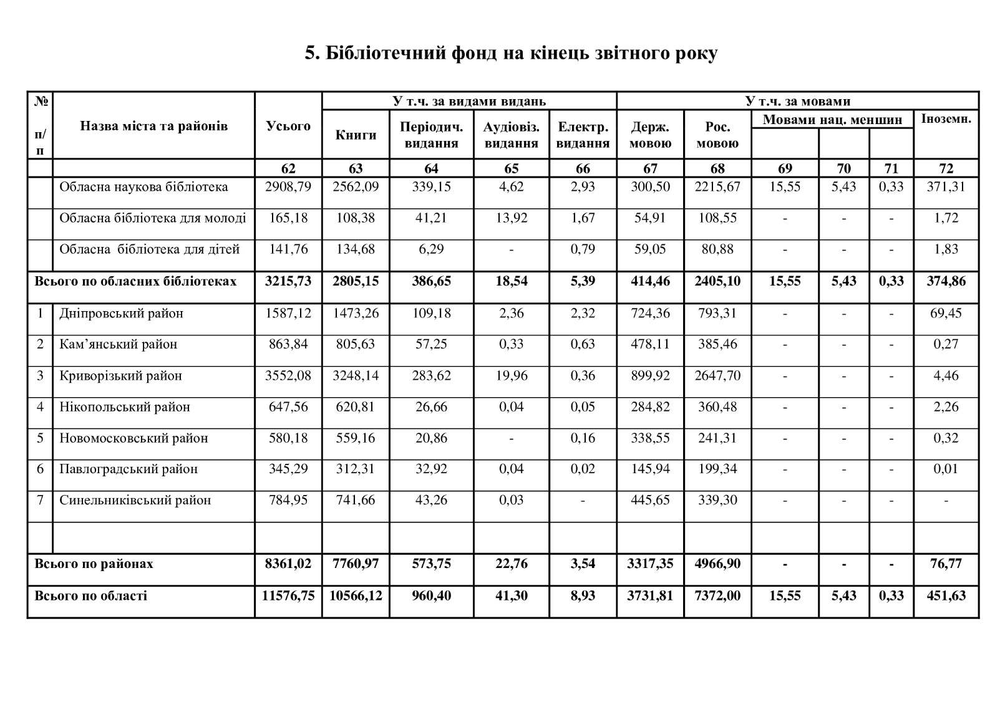 5. Бібліотечний фонд на кінець звітного року
№ п/п Назва міста та районів Усього У т.ч. за видами видань У т.ч. за мовами
Книги Періодич. видання Аудіовіз. видання Електр. видання Держ. мовою Рос. мовою Мовами нац. меншин Іноземн.
62 63 64 65 66 67 68 69 70 71 72
Обласна наукова бібліотека 2908,79 2562,09 339,15 4,62 2,93 300,50 2215,67 15,55 5,43 0,33 371,31
Обласна бібліотека для молоді 165,18 108,38 41,21 13,92 1,67 54,91 108,55 - - - 1,72
Обласна бібліотека для дітей 141,76 134,68 6,29 - 0,79 59,05 80,88 - - - 1,83
Всього по обласних бібліотеках 3215,73 2805,15 386,65 18,54 5,39 414,46 2405,10 15,55 5,43 0,33 374,86
1 Дніпровський район 1587,12 1473,26 109,18 2,36 2,32 724,36 793,31 - - - 69,45
2 Кам’янський район 863,84 805,63 57,25 0,33 0,63 478,11 385,46 - - - 0,27
3 Криворізький район 3552,08 3248,14 283,62 19,96 0,36 899,92 2647,70 - - - 4,46
4 Нікопольський район 647,56 620,81 26,66 0,04 0,05 284,82 360,48 - - - 2,26
5 Новомосковський район 580,18 559,16 20,86 - 0,16 338,55 241,31 - - - 0,32
6 Павлоградський район 345,29 312,31 32,92 0,04 0,02 145,94 199,34 - - - 0,01
7 Синельниківський район 784,95 741,66 43,26 0,03 - 445,65 339,30 - - - -
Всього по районах 8361,02 7760,97 573,75 22,76 3,54 3317,35 4966,90 - - - 76,77
Всього по області 11576,75 10566,12 960,40 41,30 8,93 3731,81 7372,00 15,55 5,43 0,33 451,63